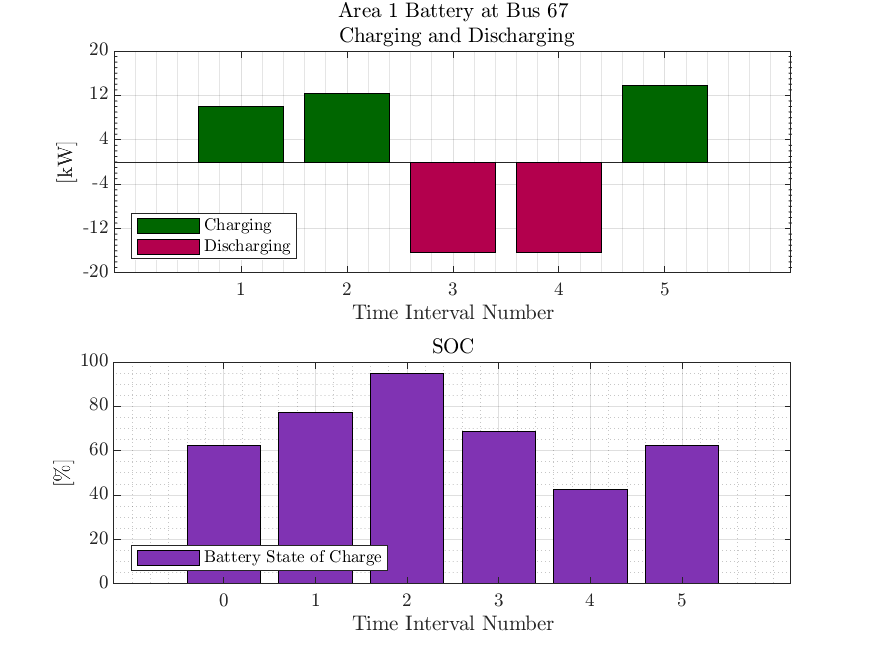 Area 1 Battery at Bus 67
Charging and Discharging
20
12
4
-4
-12
-20
[kW]
Charging
Discharging
1 2 3 4 5
Time Interval Number
SOC
100
80
60
40
20
0
[%]
Battery State of Charge
0 1 2 3 4 5
Time Interval Number